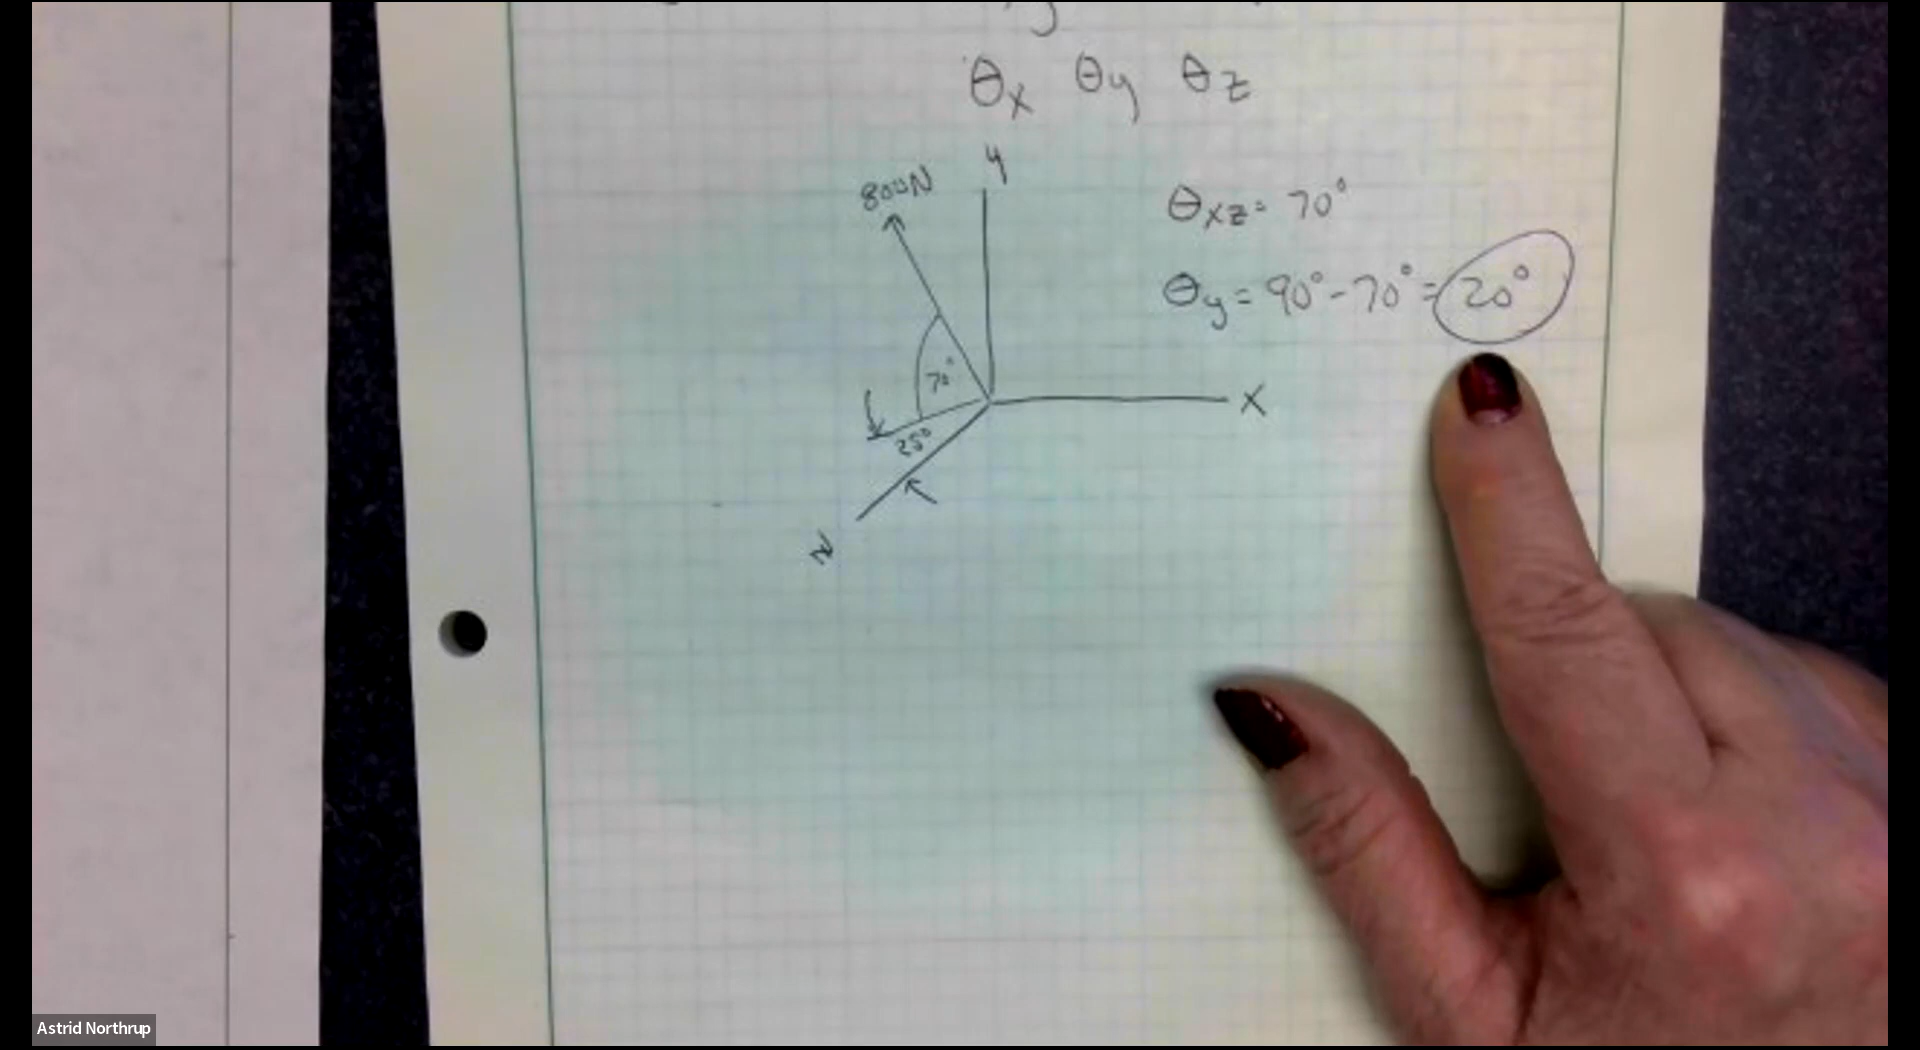 θx θy θz
y
800N
θxz = 70°
θy = 90° - 70° = 20°
70°
x
25°
z
Astrid Northrup